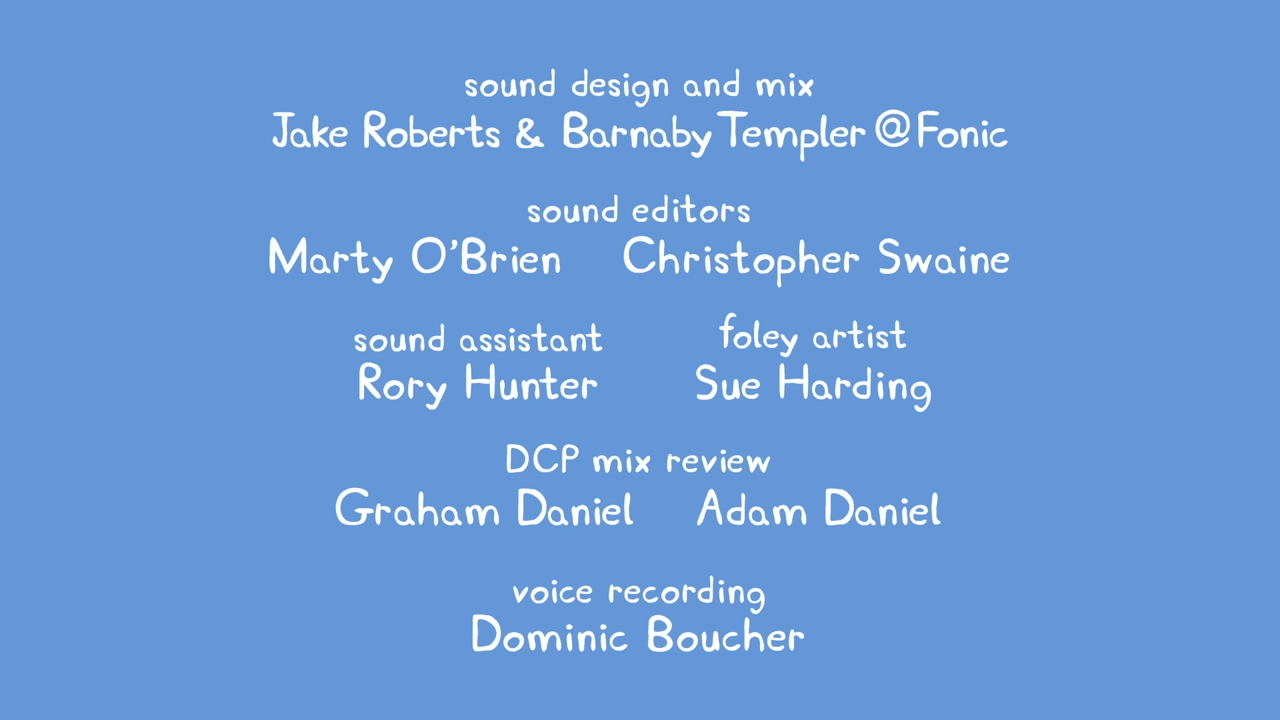 sound design and mix
Jake Roberts & Barnaby Templer @ Fonic
sound editors
Marty O'Brien Christopher Swaine
sound assistant foley artist
Rory Hunter Sue Harding
DCP mix review
Graham Daniel Adam Daniel
voice recording
Dominic Boucher